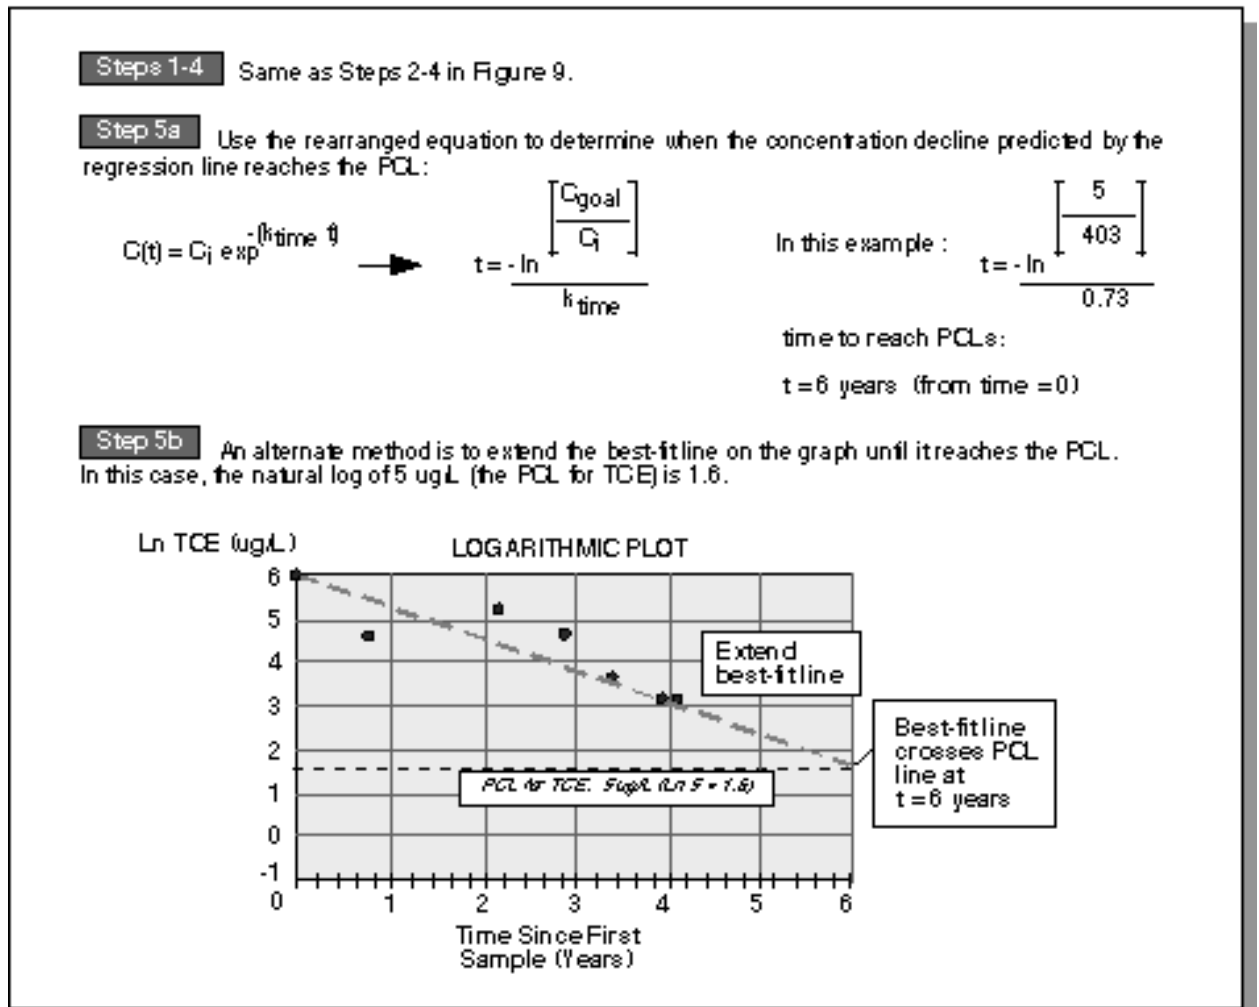 Steps 1-4 Same as Steps 2-4 in Figure 9.
Step 5a Use the rearranged equation to determine when the concentration decline predicted by the
regression line reaches the PCL:
C(t) = Ci exp-(ktime t)
t = - ln [Cgoal / Ci] / ktime
In this example :
t = - ln [5 / 403] / 0.73
time to reach PCLs:
t = 6 years (from time = 0)
Step 5b An alternate method is to extend the best-fit line on the graph until it reaches the PCL.
In this case, the natural log of 5 ug/L (the PCL for TCE) is 1.6.
Ln TCE (ug/L)
LOGARITHMIC PLOT
6
5
4
3
2
1
0
-1
Extend
best-fit line
Best-fit line
crosses PCL
line at
t = 6 years
PCL for TCE: 5 ug/L (Ln 5 = 1.6)
0 1 2 3 4 5 6
Time Since First
Sample (Years)